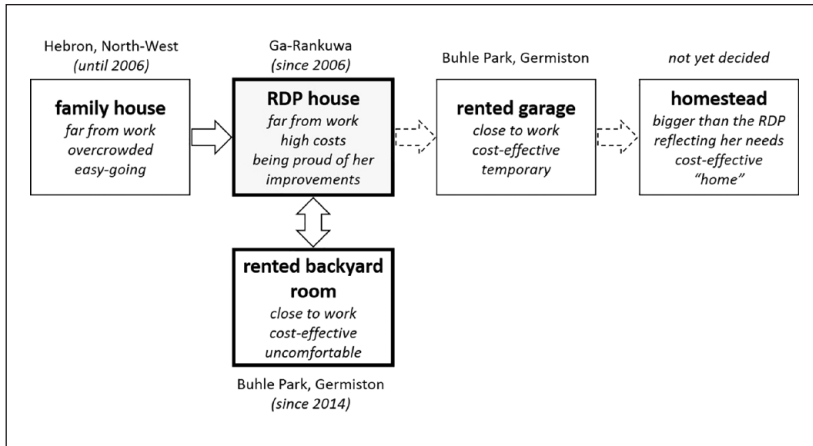 Hebron, North-West
(until 2006)
family house
far from work
overcrowded
easy-going
Ga-Rankuwa
(since 2006)
RDP house
far from work
high costs
being proud of her
improvements
Buhle Park, Germiston
rented garage
close to work
cost-effective
temporary
not yet decided
homestead
bigger than the RDP
reflecting her needs
cost-effective
“home”
rented backyard
room
close to work
cost-effective
uncomfortable
Buhle Park, Germiston
(since 2014)